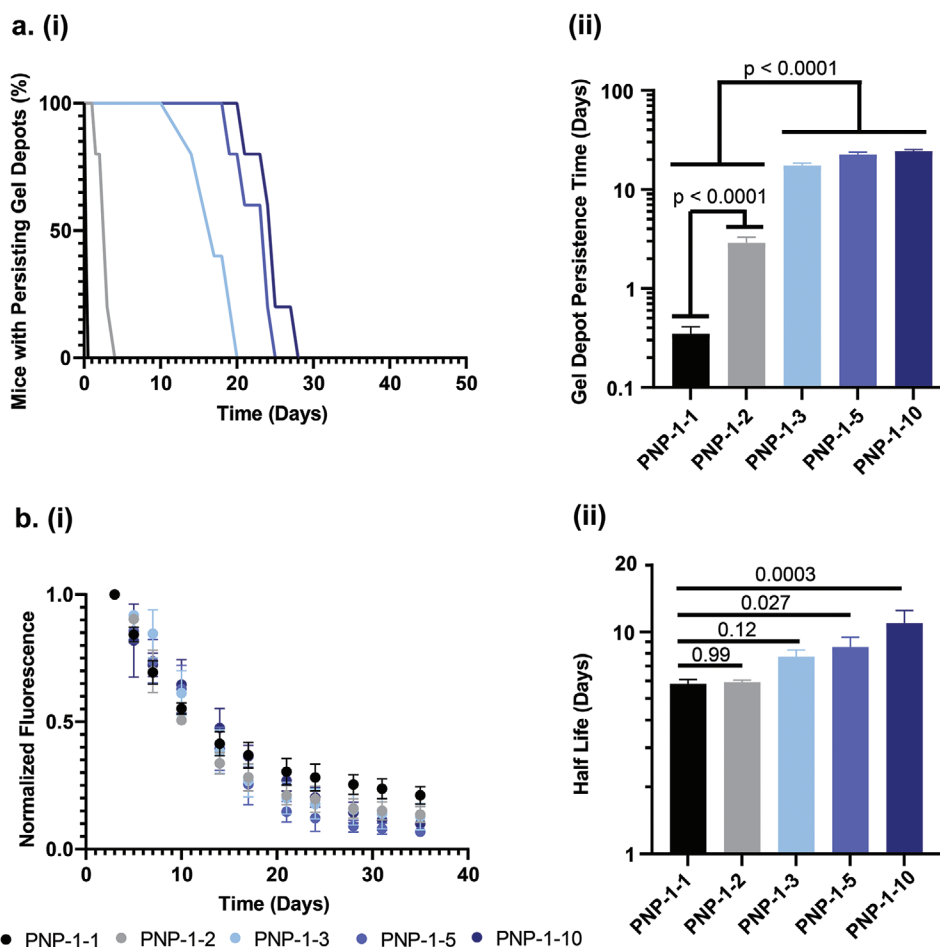 a. (i)
(ii)
Mice with Persisting Gel Depots (%)
100
50
0
0 10 20 30 40 50
Time (Days)
Gel Depot Persistence Time (Days)
100
10
1
0.1
p < 0.0001
p < 0.0001
PNP-1-1
PNP-1-2
PNP-1-3
PNP-1-5
PNP-1-10
b. (i)
(ii)
Normalized Fluorescence
1.0
0.5
0.0
0 10 20 30 40
Time (Days)
Half Life (Days)
20
10
1
0.0003
0.027
0.12
0.99
PNP-1-1
PNP-1-2
PNP-1-3
PNP-1-5
PNP-1-10
PNP-1-1 PNP-1-2 PNP-1-3 PNP-1-5 PNP-1-10